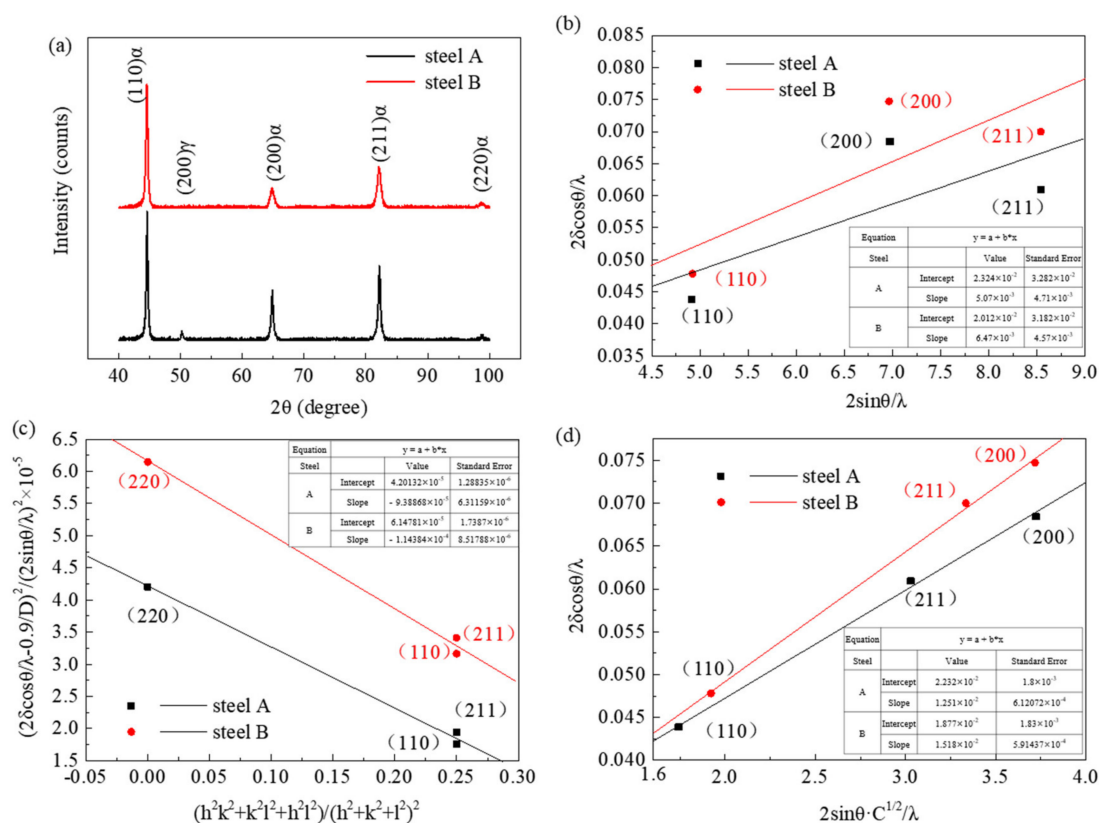 (a)
steel A
steel B
(110)α
(200)γ
(200)α
(211)α
(220)α
Intensity (counts)
40 50 60 70 80 90 100
2θ (degree)
(b)
0.085
0.080
0.075
0.070
0.065
0.060
0.055
0.050
0.045
0.040
0.035
0.030
2δcosθ/λ
steel A
steel B
(200)
(200)
(211)
(211)
(110)
(110)
Equation y = a + b*x
Steel Value Standard Error
A Intercept 2.324×10⁻² 3.282×10⁻²
Slope 5.07×10⁻³ 4.71×10⁻³
B Intercept 2.012×10⁻² 3.182×10⁻²
Slope 6.47×10⁻³ 4.57×10⁻³
4.5 5.0 5.5 6.0 6.5 7.0 7.5 8.0 8.5 9.0
2sinθ/λ
(c)
6.5
6.0
5.5
5.0
4.5
4.0
3.5
3.0
2.5
2.0
1.5
(2δcosθ/λ-0.9/D)²/(2sinθ/λ)²×10⁻⁵
Equation y = a + b*x
Steel Value Standard Error
A Intercept 4.20132×10⁻⁵ 1.28835×10⁻⁶
Slope - 9.38868×10⁻⁵ 6.31159×10⁻⁶
B Intercept 6.14781×10⁻⁵ 1.7387×10⁻⁶
Slope - 1.14384×10⁻⁴ 8.51788×10⁻⁶
(220)
(220)
(211)
(110)
(211)
(110)
steel A
steel B
-0.05 0.00 0.05 0.10 0.15 0.20 0.25 0.30
(h²k²+k²l²+h²l²)/(h²+k²+l²)²
(d)
0.075
0.070
0.065
0.060
0.055
0.050
0.045
0.040
2δcosθ/λ
steel A
steel B
(200)
(211)
(200)
(211)
(110)
(110)
Equation y = a + b*x
Steel Value Standard Error
A Intercept 2.232×10⁻² 1.8×10⁻³
Slope 1.251×10⁻² 6.12072×10⁻⁴
B Intercept 1.877×10⁻² 1.83×10⁻³
Slope 1.518×10⁻² 5.91437×10⁻⁴
1.6 2.0 2.5 3.0 3.5 4.0
2sinθ·C¹ᐟ²/λ